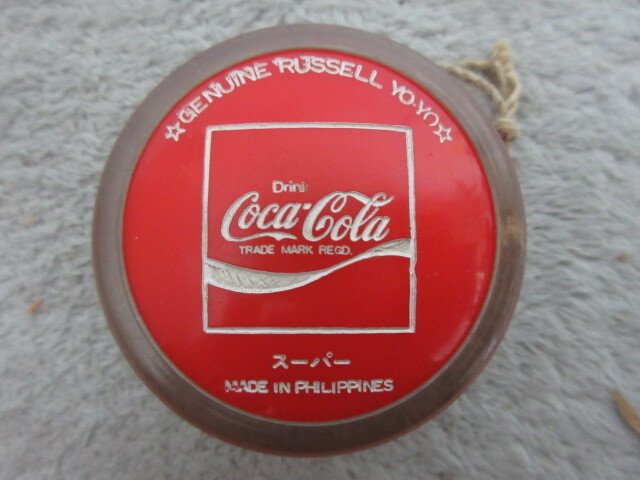 ☆GENUINE RUSSELL YO-YO☆
Drink
Coca-Cola
TRADE MARK REGD.
スーパー
MADE IN PHILIPPINES